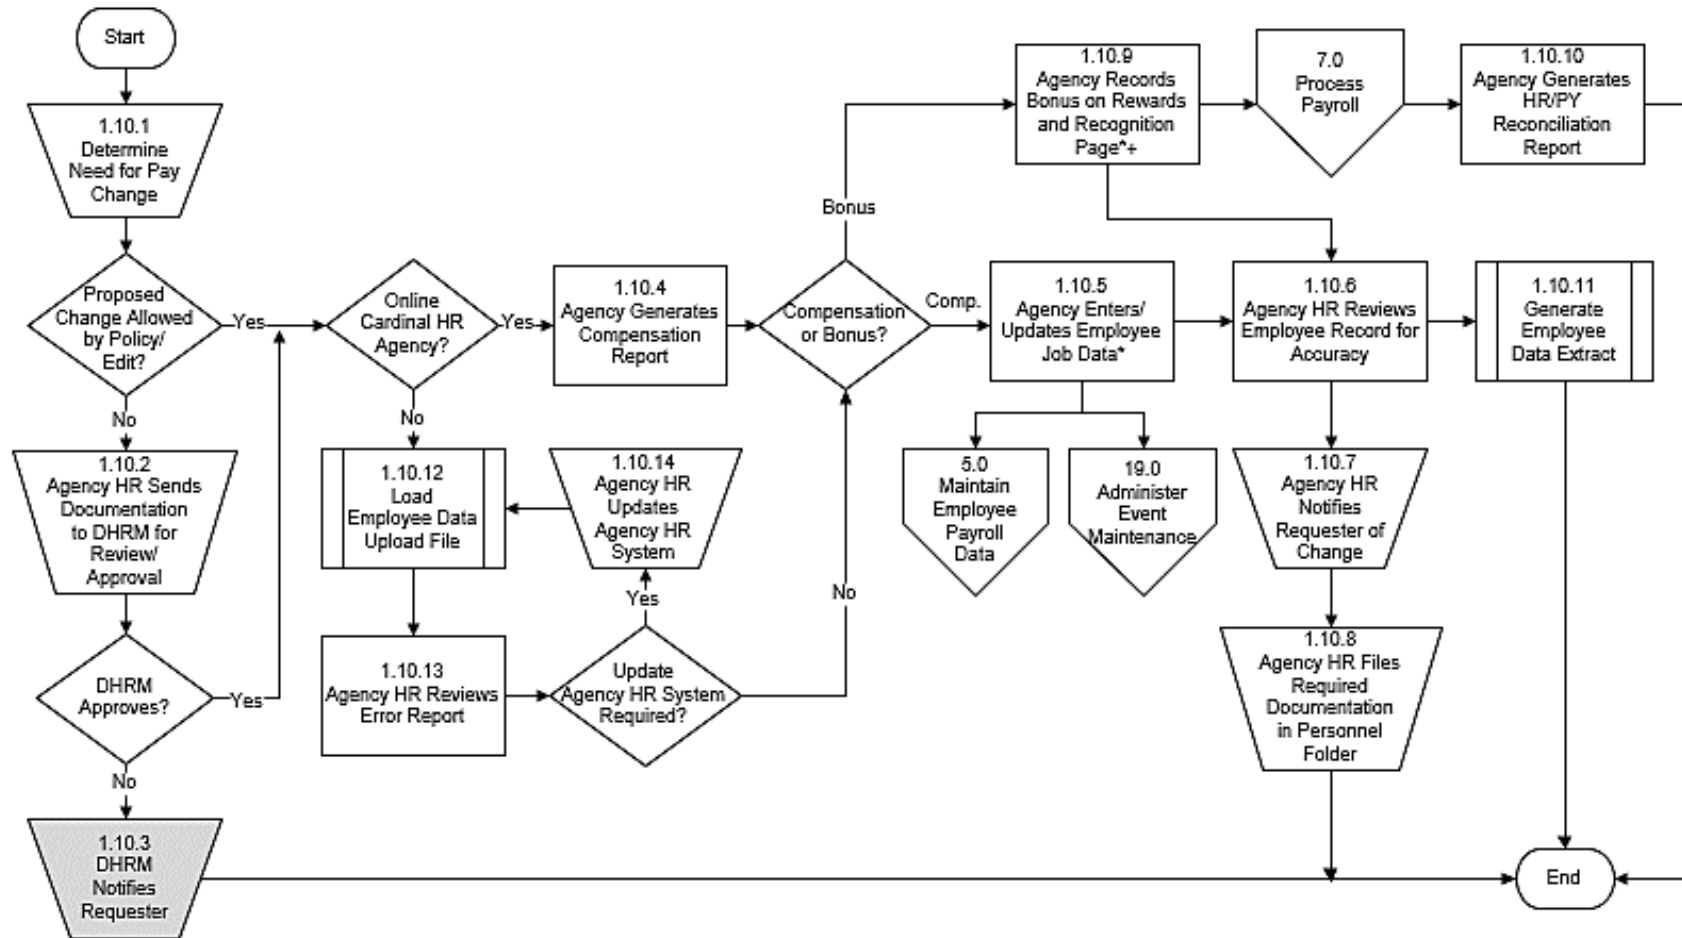 Start
1.10.1
Determine
Need for Pay
Change
Proposed
Change Allowed
by Policy/
Edit?
Yes
No
1.10.2
Agency HR Sends
Documentation
to DHRM for
Review/
Approval
DHRM
Approves?
Yes
No
1.10.3
DHRM
Notifies
Requester
Online
Cardinal HR
Agency?
Yes
No
1.10.4
Agency Generates
Compensation
Report
1.10.12
Load
Employee Data
Upload File
1.10.14
Agency HR
Updates
Agency HR
System
1.10.13
Agency HR Reviews
Error Report
Update
Agency HR System
Required?
Yes
No
Compensation
or Bonus?
Bonus
Comp.
1.10.9
Agency Records
Bonus on Rewards
and Recognition
Page*+
7.0
Process
Payroll
1.10.10
Agency Generates
HR/PY
Reconciliation
Report
1.10.5
Agency Enters/
Updates Employee
Job Data*
1.10.6
Agency HR Reviews
Employee Record for
Accuracy
1.10.11
Generate
Employee
Data Extract
5.0
Maintain
Employee
Payroll
Data
19.0
Administer
Event
Maintenance
1.10.7
Agency HR
Notifies
Requester of
Change
1.10.8
Agency HR Files
Required
Documentation
in Personnel
Folder
End